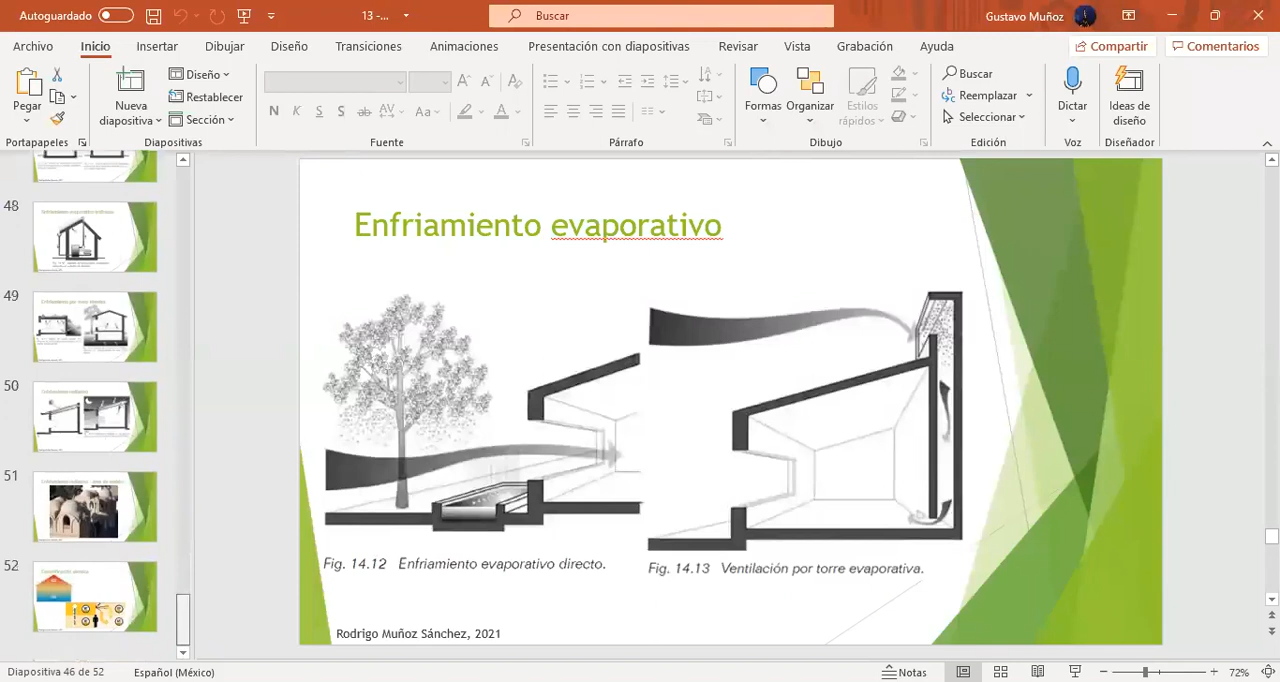 Autoguardado
13 -...
Buscar
Gustavo Muñoz
Archivo Inicio Insertar Dibujar Diseño Transiciones Animaciones Presentación con diapositivas Revisar Vista Grabación Ayuda Compartir Comentarios
Pegar
Nueva diapositiva
Diseño
Restablecer
Sección
N K S S ab AV Aa A
Formas
Organizar
Estilos rápidos
Buscar
Reemplazar
Seleccionar
Dictar
Ideas de diseño
Portapapeles Diapositivas Fuente Párrafo Dibujo Edición Voz Diseñador
48
49
50
51
52
Enfriamiento evaporativo
Fig. 14.12 Enfriamiento evaporativo directo.
Fig. 14.13 Ventilación por torre evaporativa.
Rodrigo Muñoz Sánchez, 2021
Diapositiva 46 de 52 Español (México) Notas 72%